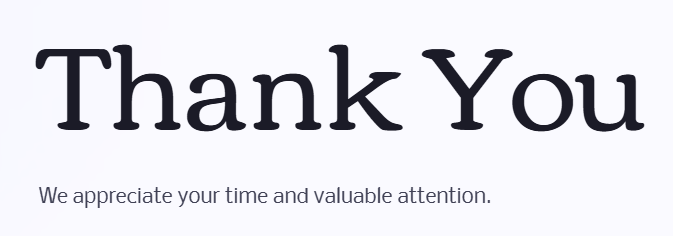 Thank You
We appreciate your time and valuable attention.